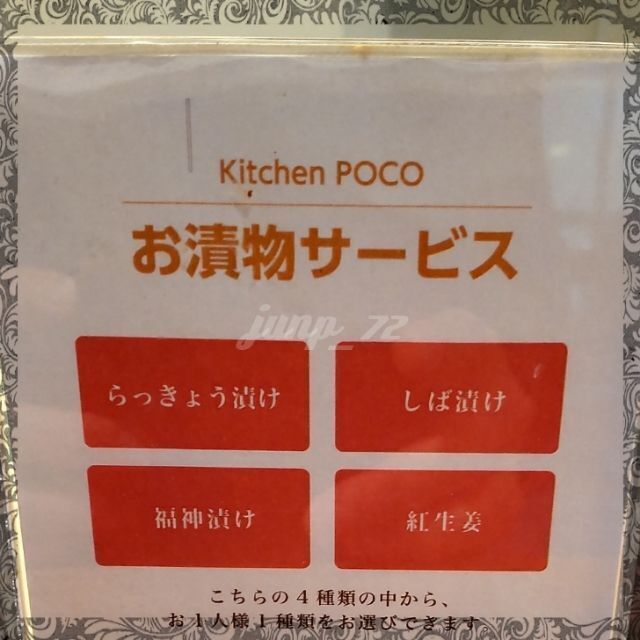 Kitchen POCO
お漬物サービス
junp_72
らっきょう漬け
しば漬け
福神漬け
紅生姜
こちらの4種類の中から、
お1人様1種類をお選びできます